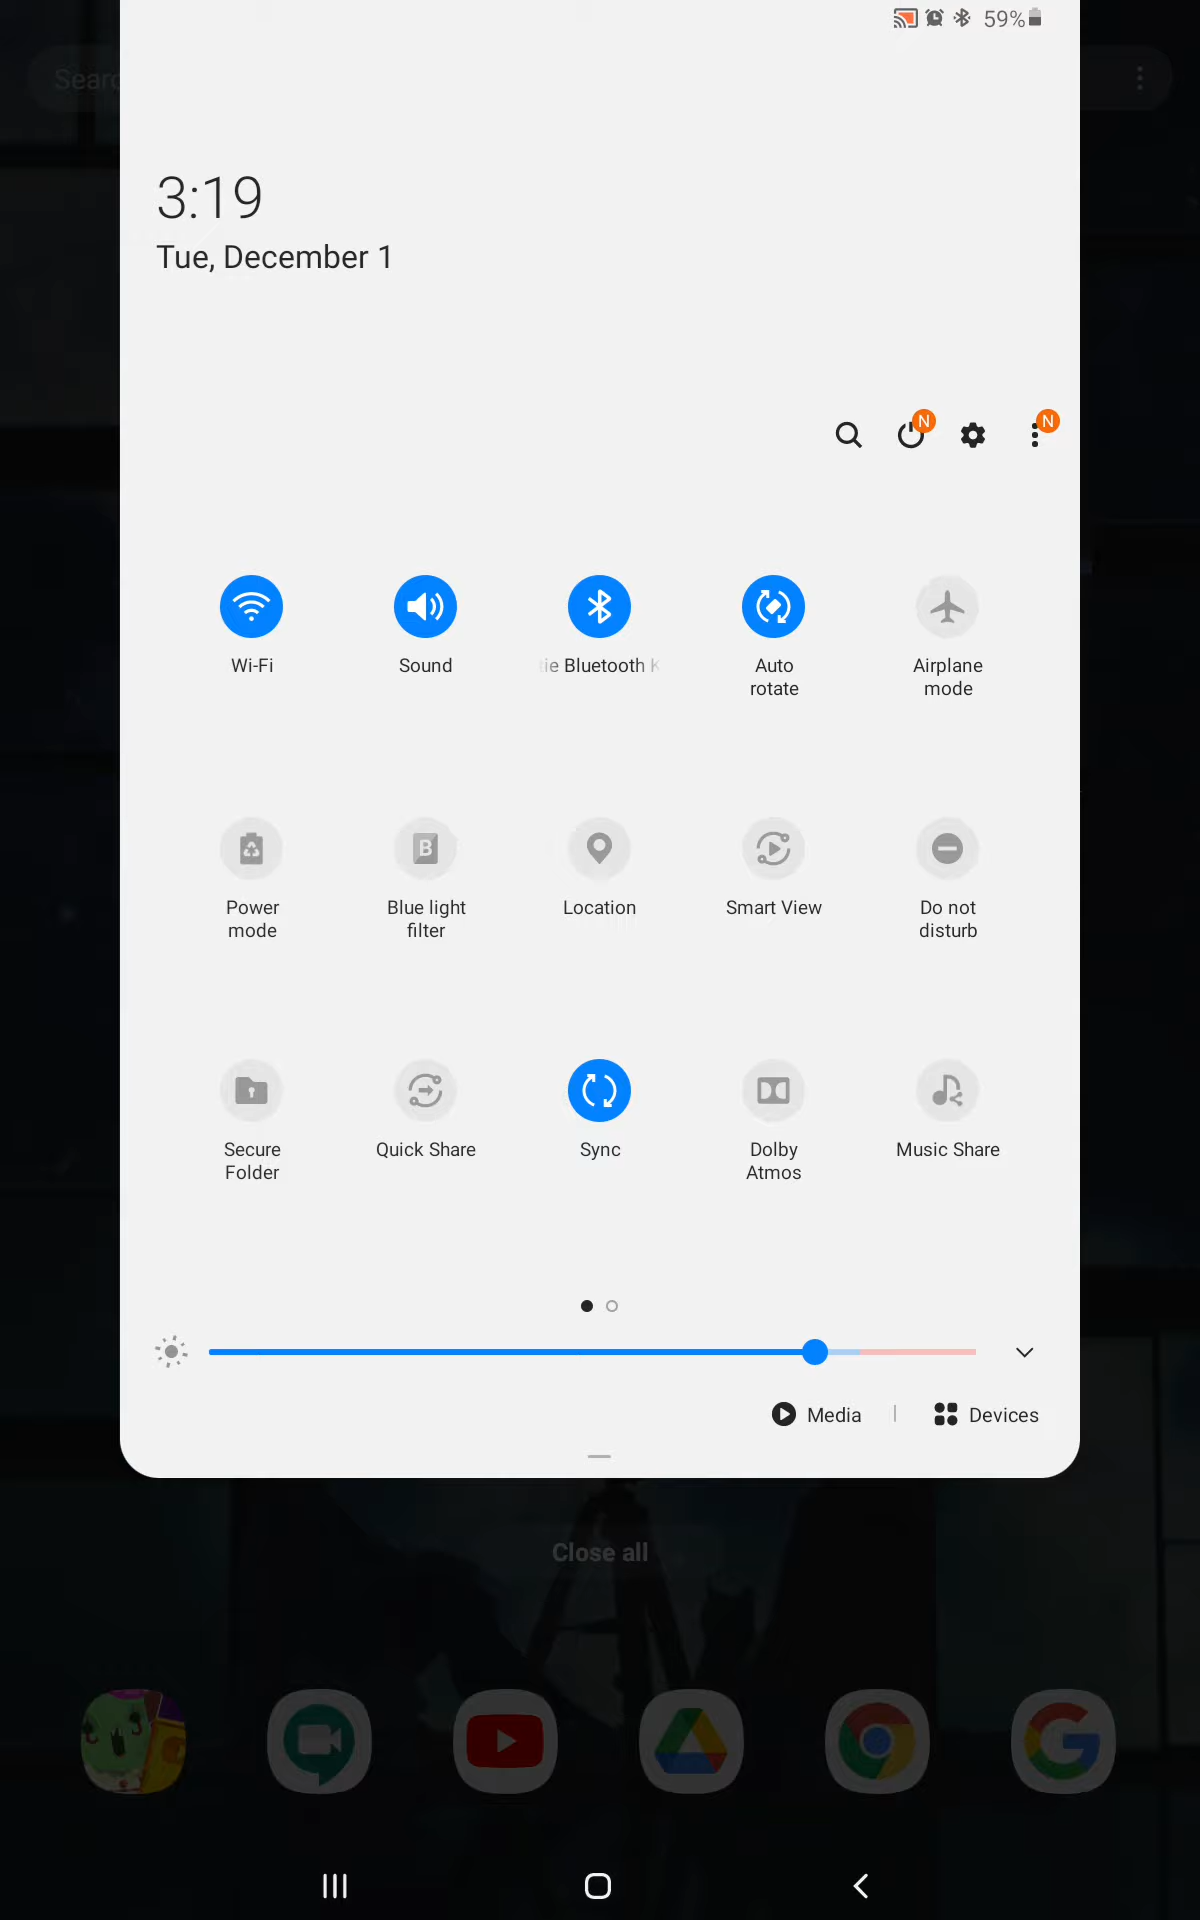 59%
Searc
3:19
Tue, December 1
N
N
Wi-Fi
Sound
tie Bluetooth K
Auto
rotate
Airplane
mode
Power
mode
B
Blue light
filter
Location
Smart View
Do not
disturb
Secure
Folder
Quick Share
Sync
Dolby
Atmos
Music Share
Media
Devices
Close all